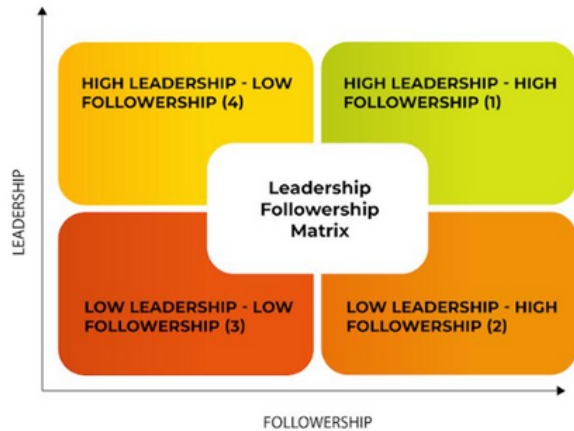 HIGH LEADERSHIP - LOW
FOLLOWERSHIP (4)
HIGH LEADERSHIP - HIGH
FOLLOWERSHIP (1)
Leadership
Followership
Matrix
LEADERSHIP
LOW LEADERSHIP - LOW
FOLLOWERSHIP (3)
LOW LEADERSHIP - HIGH
FOLLOWERSHIP (2)
FOLLOWERSHIP